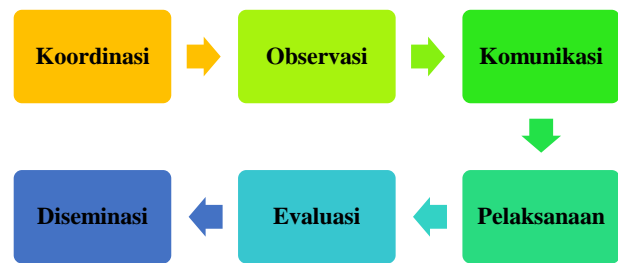 Koordinasi
Observasi
Komunikasi
Pelaksanaan
Evaluasi
Diseminasi